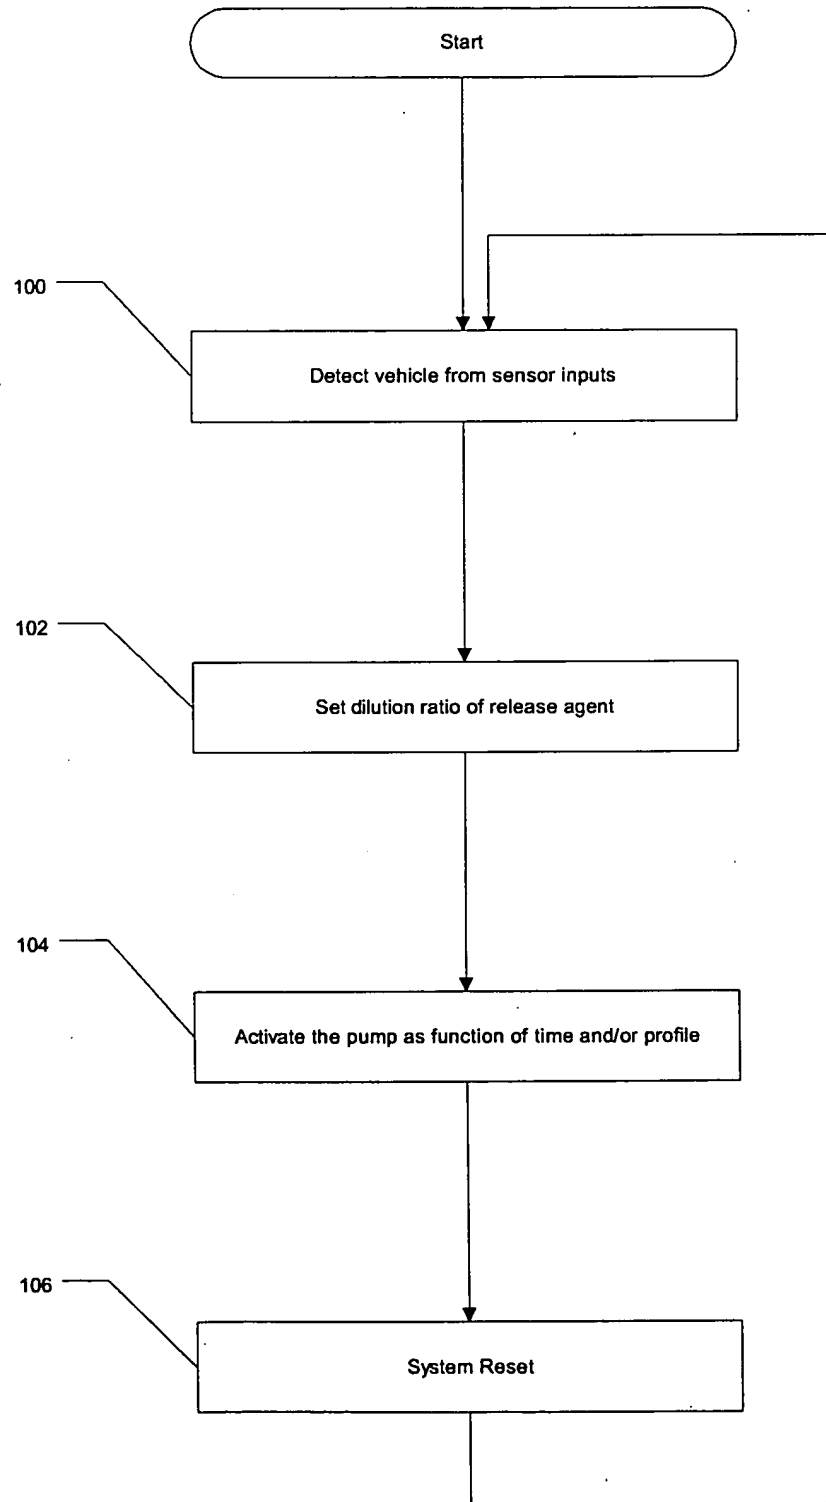 Start
100
Detect vehicle from sensor inputs
102
Set dilution ratio of release agent
104
Activate the pump as function of time and/or profile
106
System Reset